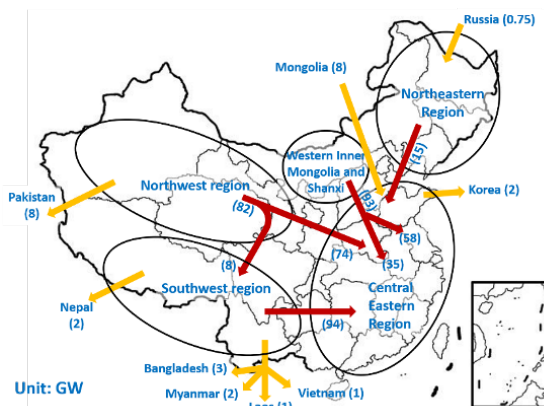 Russia (0.75)
Mongolia (8)
Northeastern
Region
Western Inner
Mongolia and
Shanxi
(15)
Northwest region
Pakistan
(8)
(82)
(93)
Korea (2)
(58)
(74)
(35)
(8)
Southwest region
Central
Eastern
Region
Nepal
(2)
(94)
Bangladesh (3)
Myanmar (2)
Vietnam (1)
Unit: GW